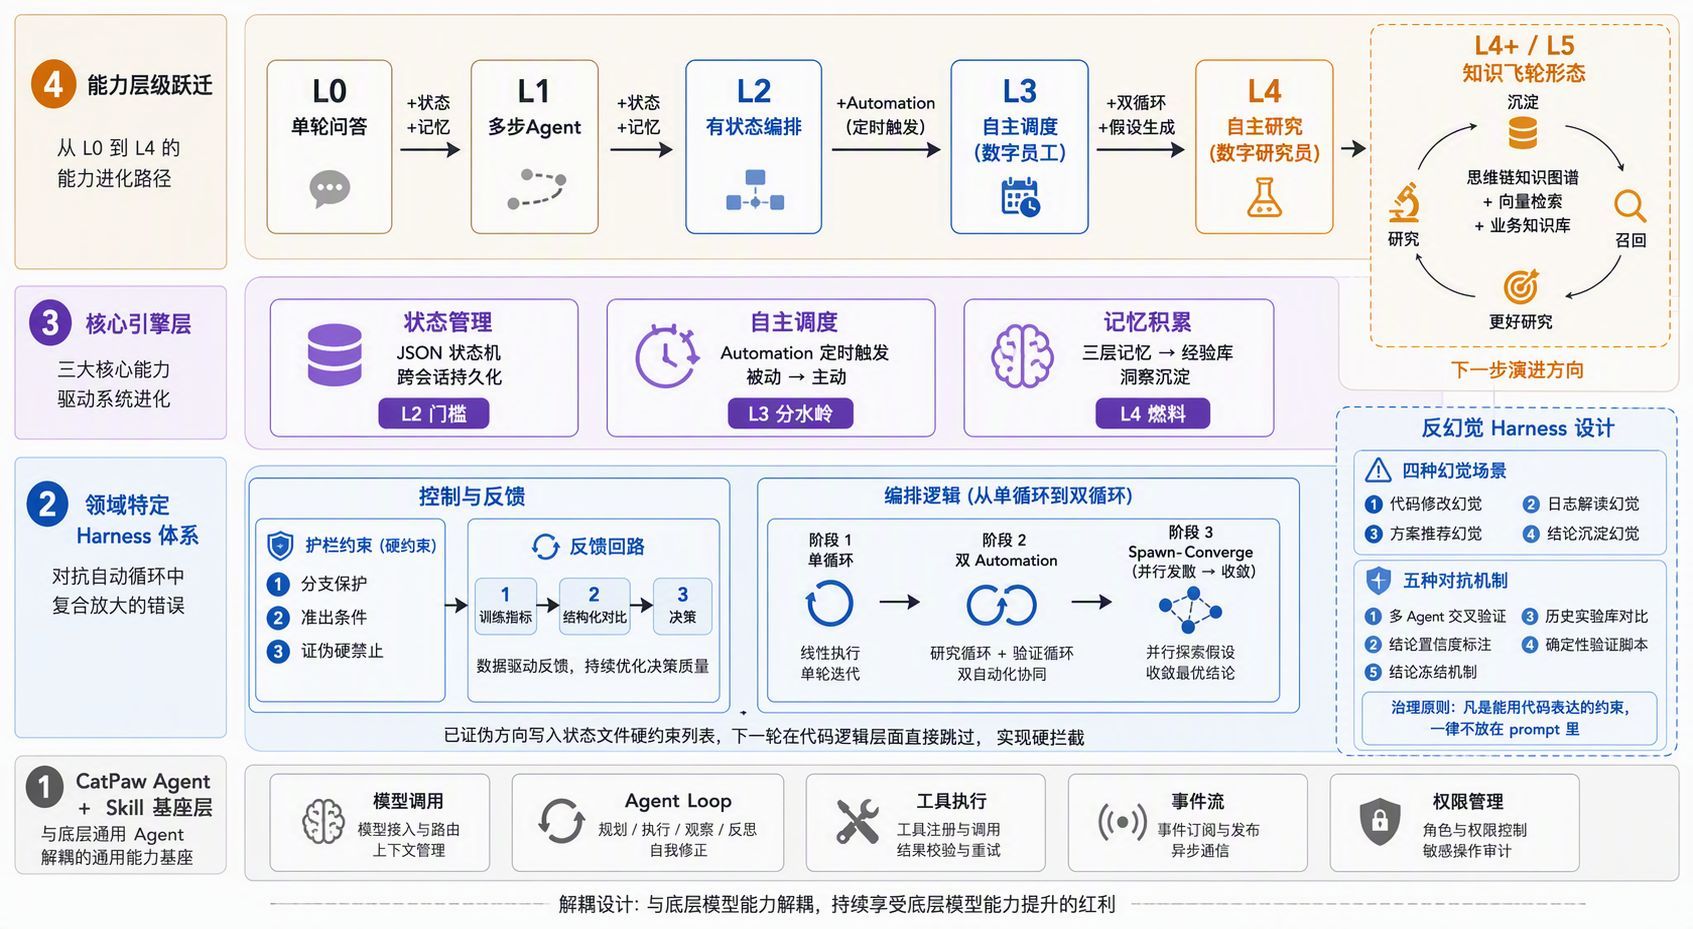 4 能力层级跃迁
从 L0 到 L4 的
能力进化路径
L0
单轮问答
+状态
+记忆
L1
多步Agent
+状态
+记忆
L2
有状态编排
+Automation
(定时触发)
L3
自主调度
(数字员工)
+双循环
+假设生成
L4
自主研究
(数字研究员)
L4+ / L5
知识飞轮形态
沉淀
思维链知识图谱
+ 向量检索
+ 业务知识库
研究
召回
更好研究
下一步演进方向
3 核心引擎层
三大核心能力
驱动系统进化
状态管理
JSON 状态机
跨会话持久化
L2 门槛
自主调度
Automation 定时触发
被动 → 主动
L3 分水岭
记忆积累
三层记忆 → 经验库
洞察沉淀
L4 燃料
2 领域特定
Harness 体系
对抗自动循环中
复合放大的错误
控制与反馈
护栏约束 (硬约束)
1 分支保护
2 准出条件
3 证伪硬禁止
反馈回路
1
训练指标
2
结构化对比
3
决策
数据驱动反馈，持续优化决策质量
编排逻辑 (从单循环到双循环)
阶段 1
单循环
线性执行
单轮迭代
阶段 2
双 Automation
研究循环 + 验证循环
双自动化协同
阶段 3
Spawn-Converge
(并行发散 → 收敛)
并行探索假设
收敛最优结论
已证伪方向写入状态文件硬约束列表，下一轮在代码逻辑层面直接跳过， 实现硬拦截
反幻觉 Harness 设计
四种幻觉场景
1 代码修改幻觉
2 日志解读幻觉
3 方案推荐幻觉
4 结论沉淀幻觉
五种对抗机制
1 多 Agent 交叉验证
3 历史实验库对比
2 结论置信度标注
4 确定性验证脚本
5 结论冻结机制
治理原则：凡是能用代码表达的约束，
一律不放在 prompt 里
1 CatPaw Agent
+ Skill 基座层
与底层通用 Agent
解耦的通用能力基座
模型调用
模型接入与路由
上下文管理
Agent Loop
规划 / 执行 / 观察 / 反思
自我修正
工具执行
工具注册与调用
结果校验与重试
事件流
事件订阅与发布
异步通信
权限管理
角色与权限控制
敏感操作审计
解耦设计：与底层模型能力解耦，持续享受底层模型能力提升的红利